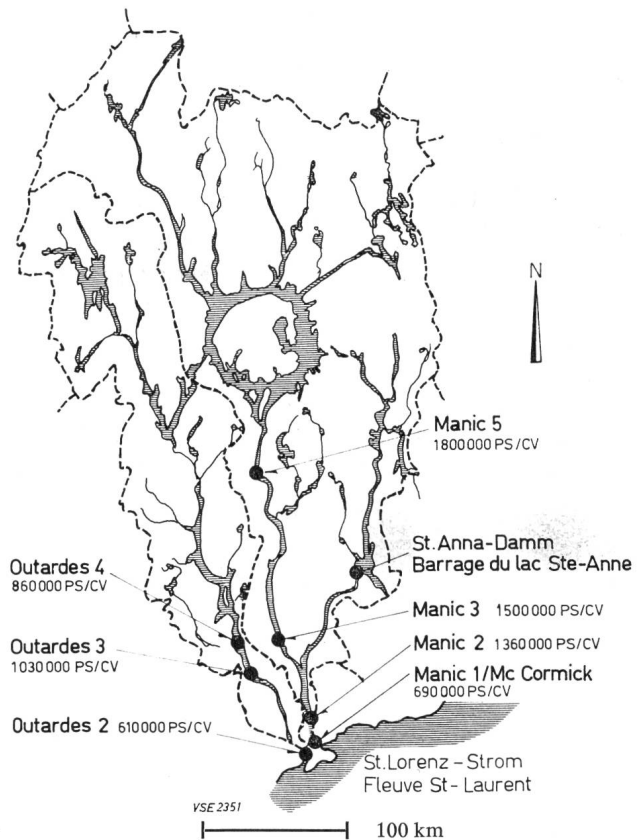 N
Manic 5
1800000 PS/CV
St.Anna-Damm
Barrage du lac Ste-Anne
Outardes 4
860000 PS/CV
Manic 3 1500000 PS/CV
Outardes 3
1030000 PS/CV
Manic 2 1360000 PS/CV
Manic 1/Mc Cormick
690000 PS/CV
Outardes 2 610000 PS/CV
St.Lorenz - Strom
Fleuve St - Laurent
VSE 2351
100 km